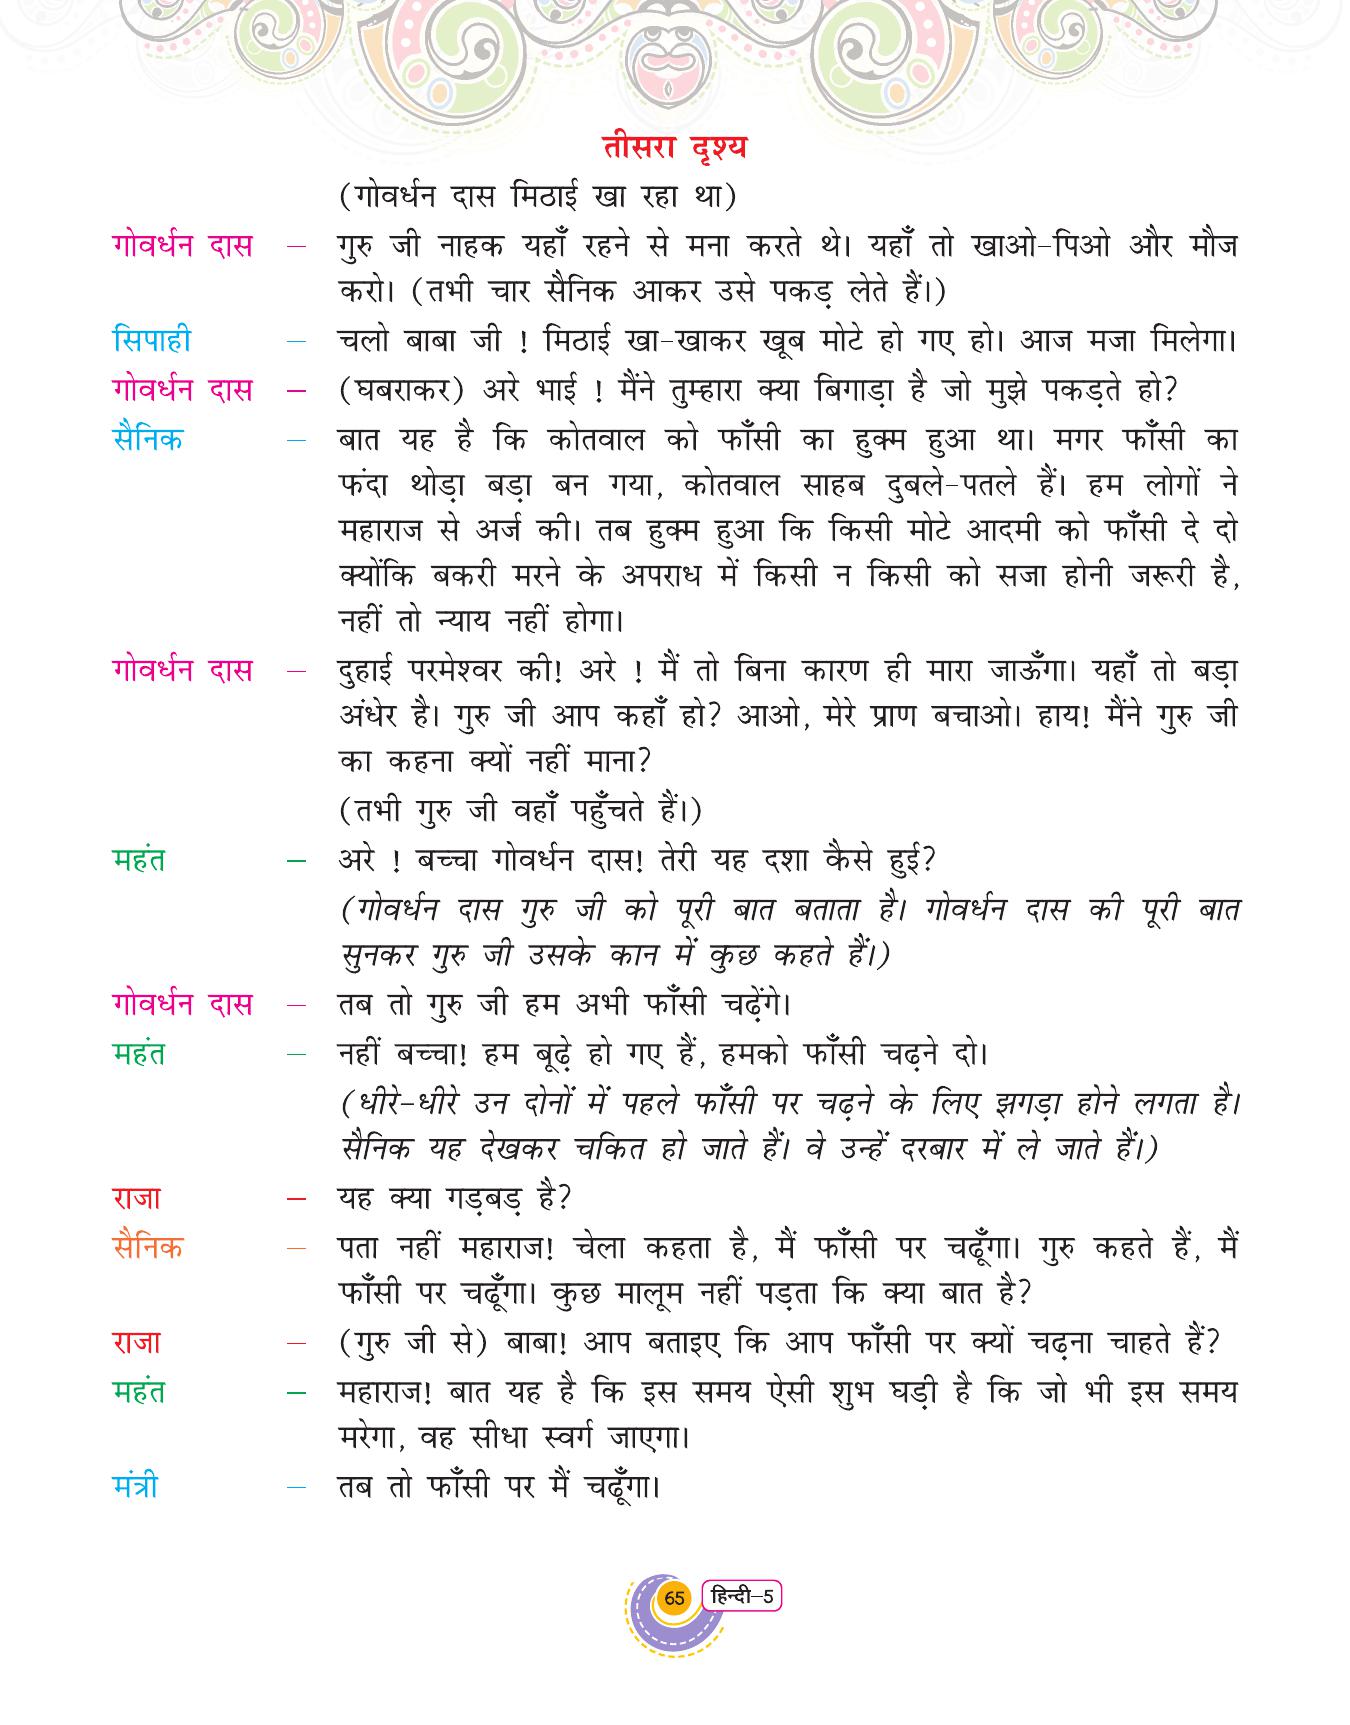 तीसरा दृश्य
(गोवर्धन दास मिठाई खा रहा था)
गोवर्धन दास – गुरु जी नाहक यहाँ रहने से मना करते थे। यहाँ तो खाओ-पिओ और मौज
करो। (तभी चार सैनिक आकर उसे पकड़ लेते हैं।)
सिपाही – चलो बाबा जी ! मिठाई खा-खाकर खूब मोटे हो गए हो। आज मजा मिलेगा।
गोवर्धन दास – (घबराकर) अरे भाई ! मैंने तुम्हारा क्या बिगाड़ा है जो मुझे पकड़ते हो?
सैनिक – बात यह है कि कोतवाल को फाँसी का हुक्म हुआ था। मगर फाँसी का
फंदा थोड़ा बड़ा बन गया, कोतवाल साहब दुबले-पतले हैं। हम लोगों ने
महाराज से अर्ज की। तब हुक्म हुआ कि किसी मोटे आदमी को फाँसी दे दो
क्योंकि बकरी मरने के अपराध में किसी न किसी को सजा होनी जरूरी है,
नहीं तो न्याय नहीं होगा।
गोवर्धन दास – दुहाई परमेश्वर की! अरे ! मैं तो बिना कारण ही मारा जाऊँगा। यहाँ तो बड़ा
अंधेर है। गुरु जी आप कहाँ हो? आओ, मेरे प्राण बचाओ। हाय! मैंने गुरु जी
का कहना क्यों नहीं माना?
(तभी गुरु जी वहाँ पहुँचते हैं।)
महंत – अरे ! बच्चा गोवर्धन दास! तेरी यह दशा कैसे हुई?
(गोवर्धन दास गुरु जी को पूरी बात बताता है। गोवर्धन दास की पूरी बात
सुनकर गुरु जी उसके कान में कुछ कहते हैं।)
गोवर्धन दास – तब तो गुरु जी हम अभी फाँसी चढ़ेंगे।
महंत – नहीं बच्चा! हम बूढ़े हो गए हैं, हमको फाँसी चढ़ने दो।
(धीरे-धीरे उन दोनों में पहले फाँसी पर चढ़ने के लिए झगड़ा होने लगता है।
सैनिक यह देखकर चकित हो जाते हैं। वे उन्हें दरबार में ले जाते हैं।)
राजा – यह क्या गड़बड़ है?
सैनिक – पता नहीं महाराज! चेला कहता है, मैं फाँसी पर चढूँगा। गुरु कहते हैं, मैं
फाँसी पर चढूँगा। कुछ मालूम नहीं पड़ता कि क्या बात है?
राजा – (गुरु जी से) बाबा! आप बताइए कि आप फाँसी पर क्यों चढ़ना चाहते हैं?
महंत – महाराज! बात यह है कि इस समय ऐसी शुभ घड़ी है कि जो भी इस समय
मरेगा, वह सीधा स्वर्ग जाएगा।
मंत्री – तब तो फाँसी पर मैं चढूँगा।
65 हिन्दी–5